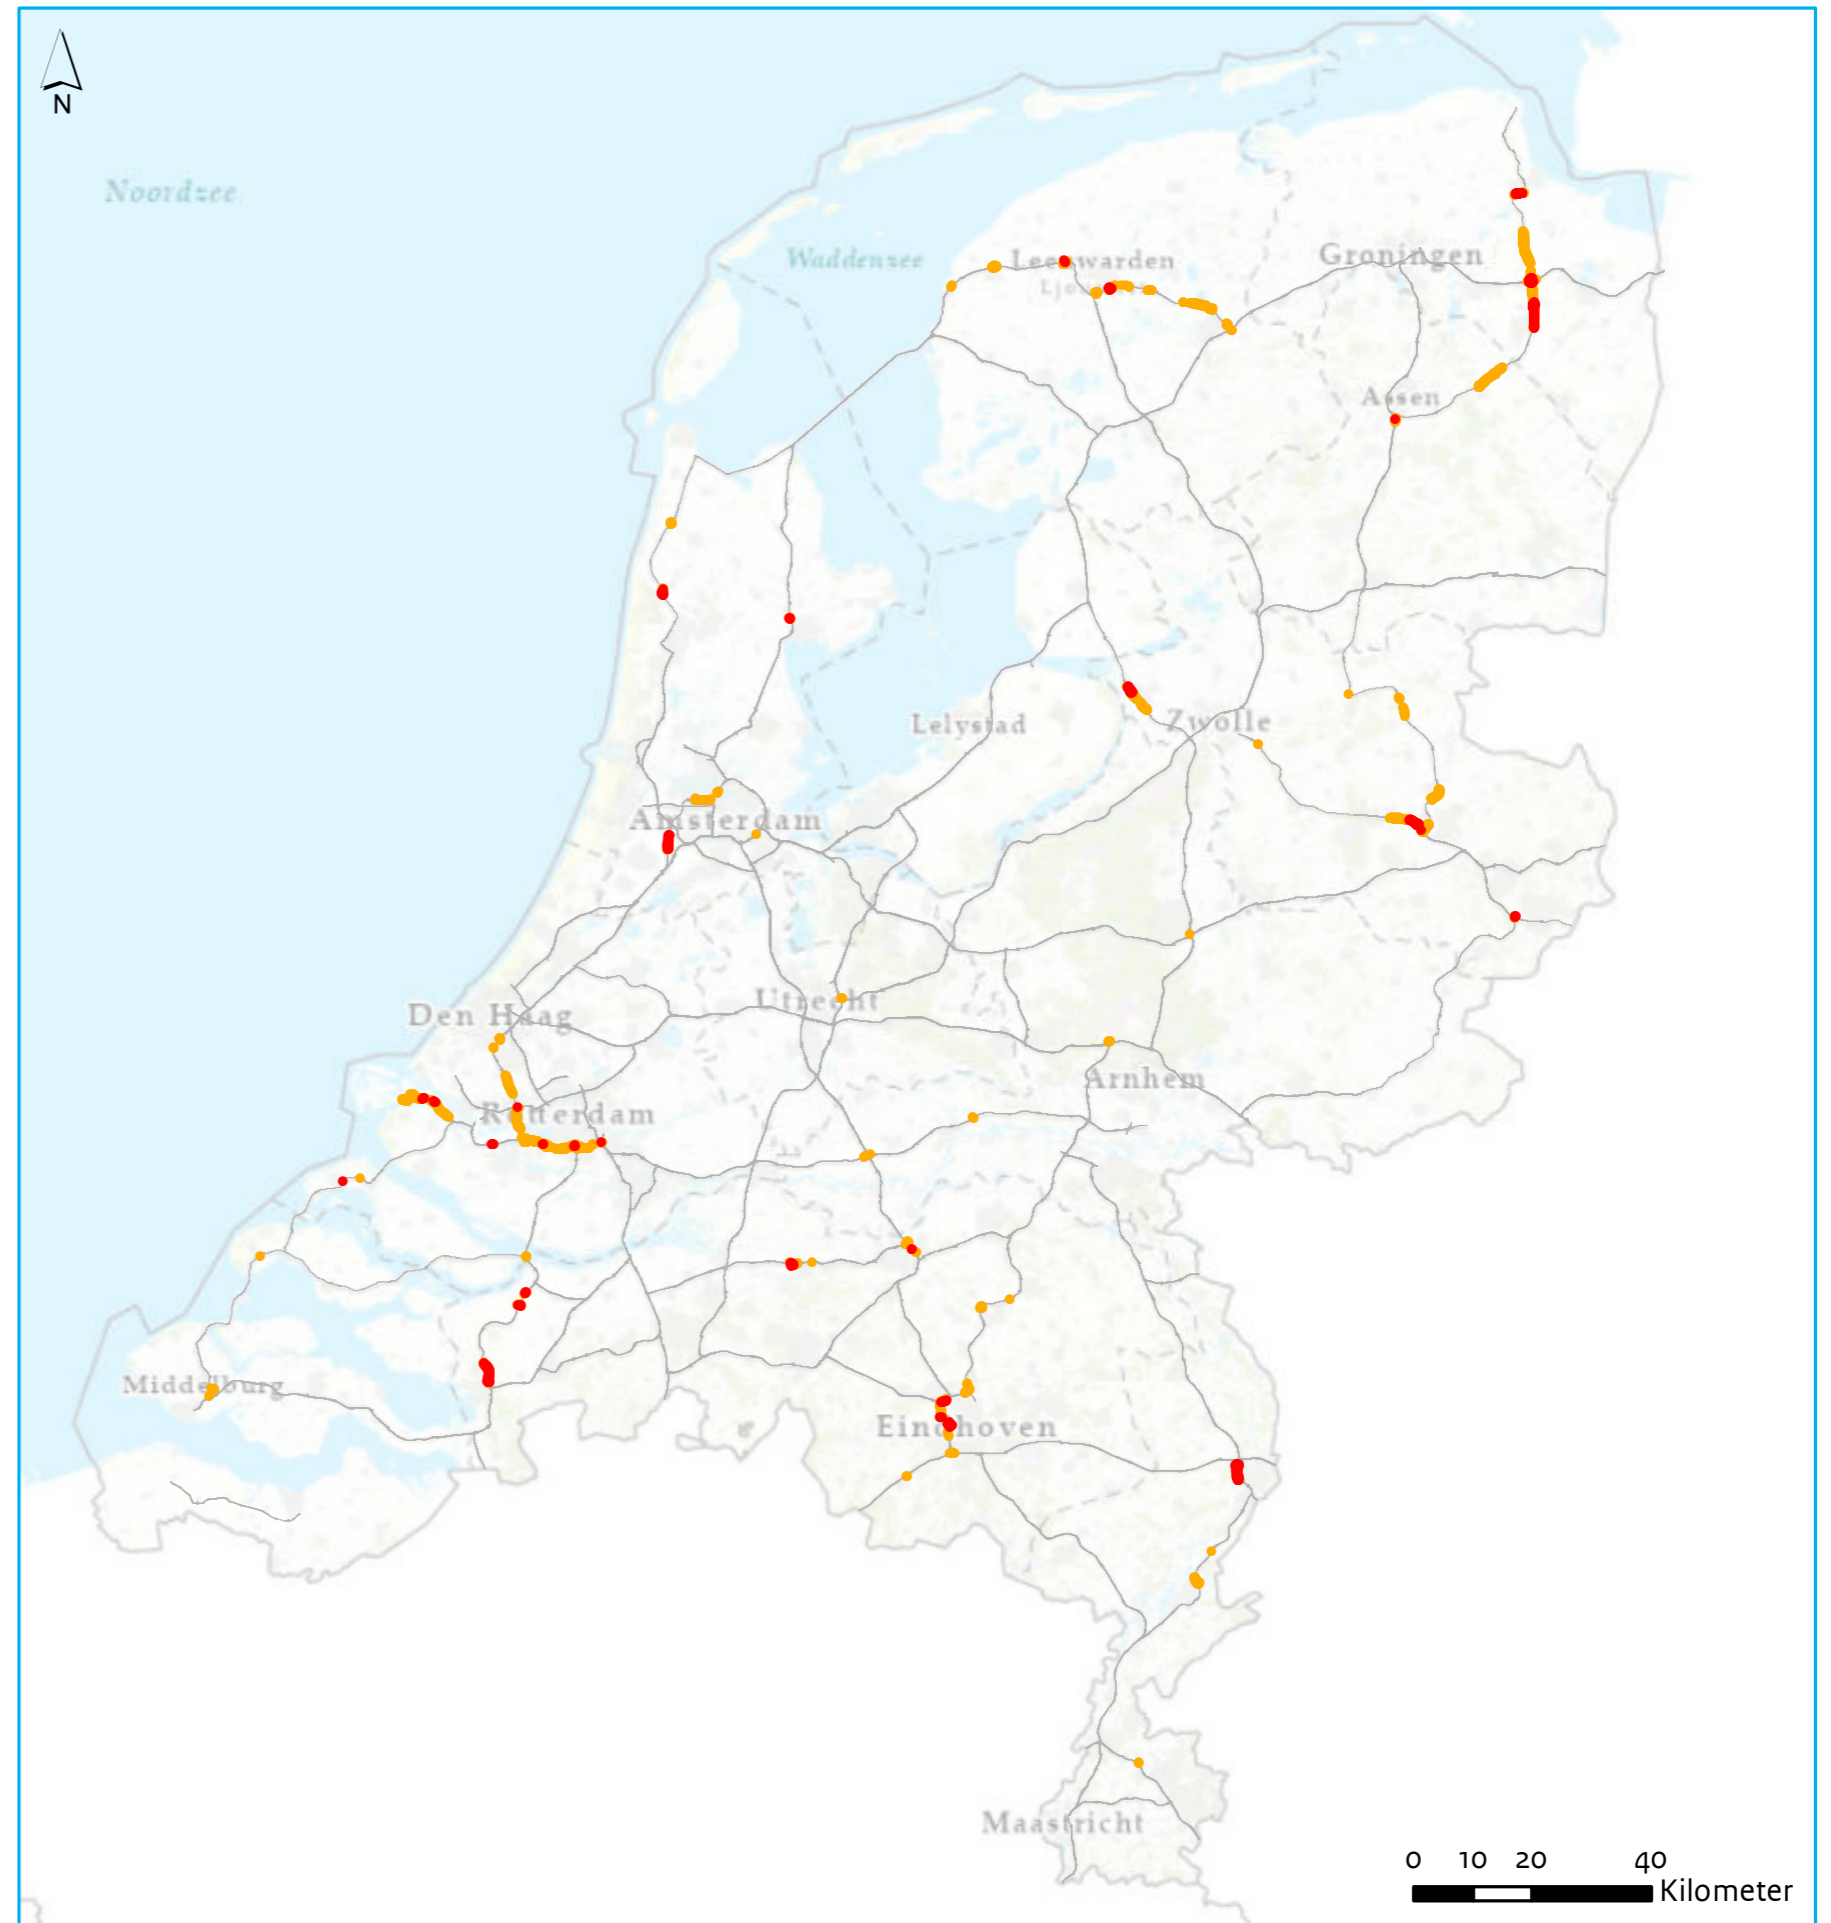 N
Noordzee
Waddenzee
Leeuwarden
Groningen
Assen
Lelystad
Zwolle
Amsterdam
Utrecht
Den Haag
Arnhem
Rotterdam
Middelburg
Eindhoven
Maastricht
0 10 20 40
Kilometer